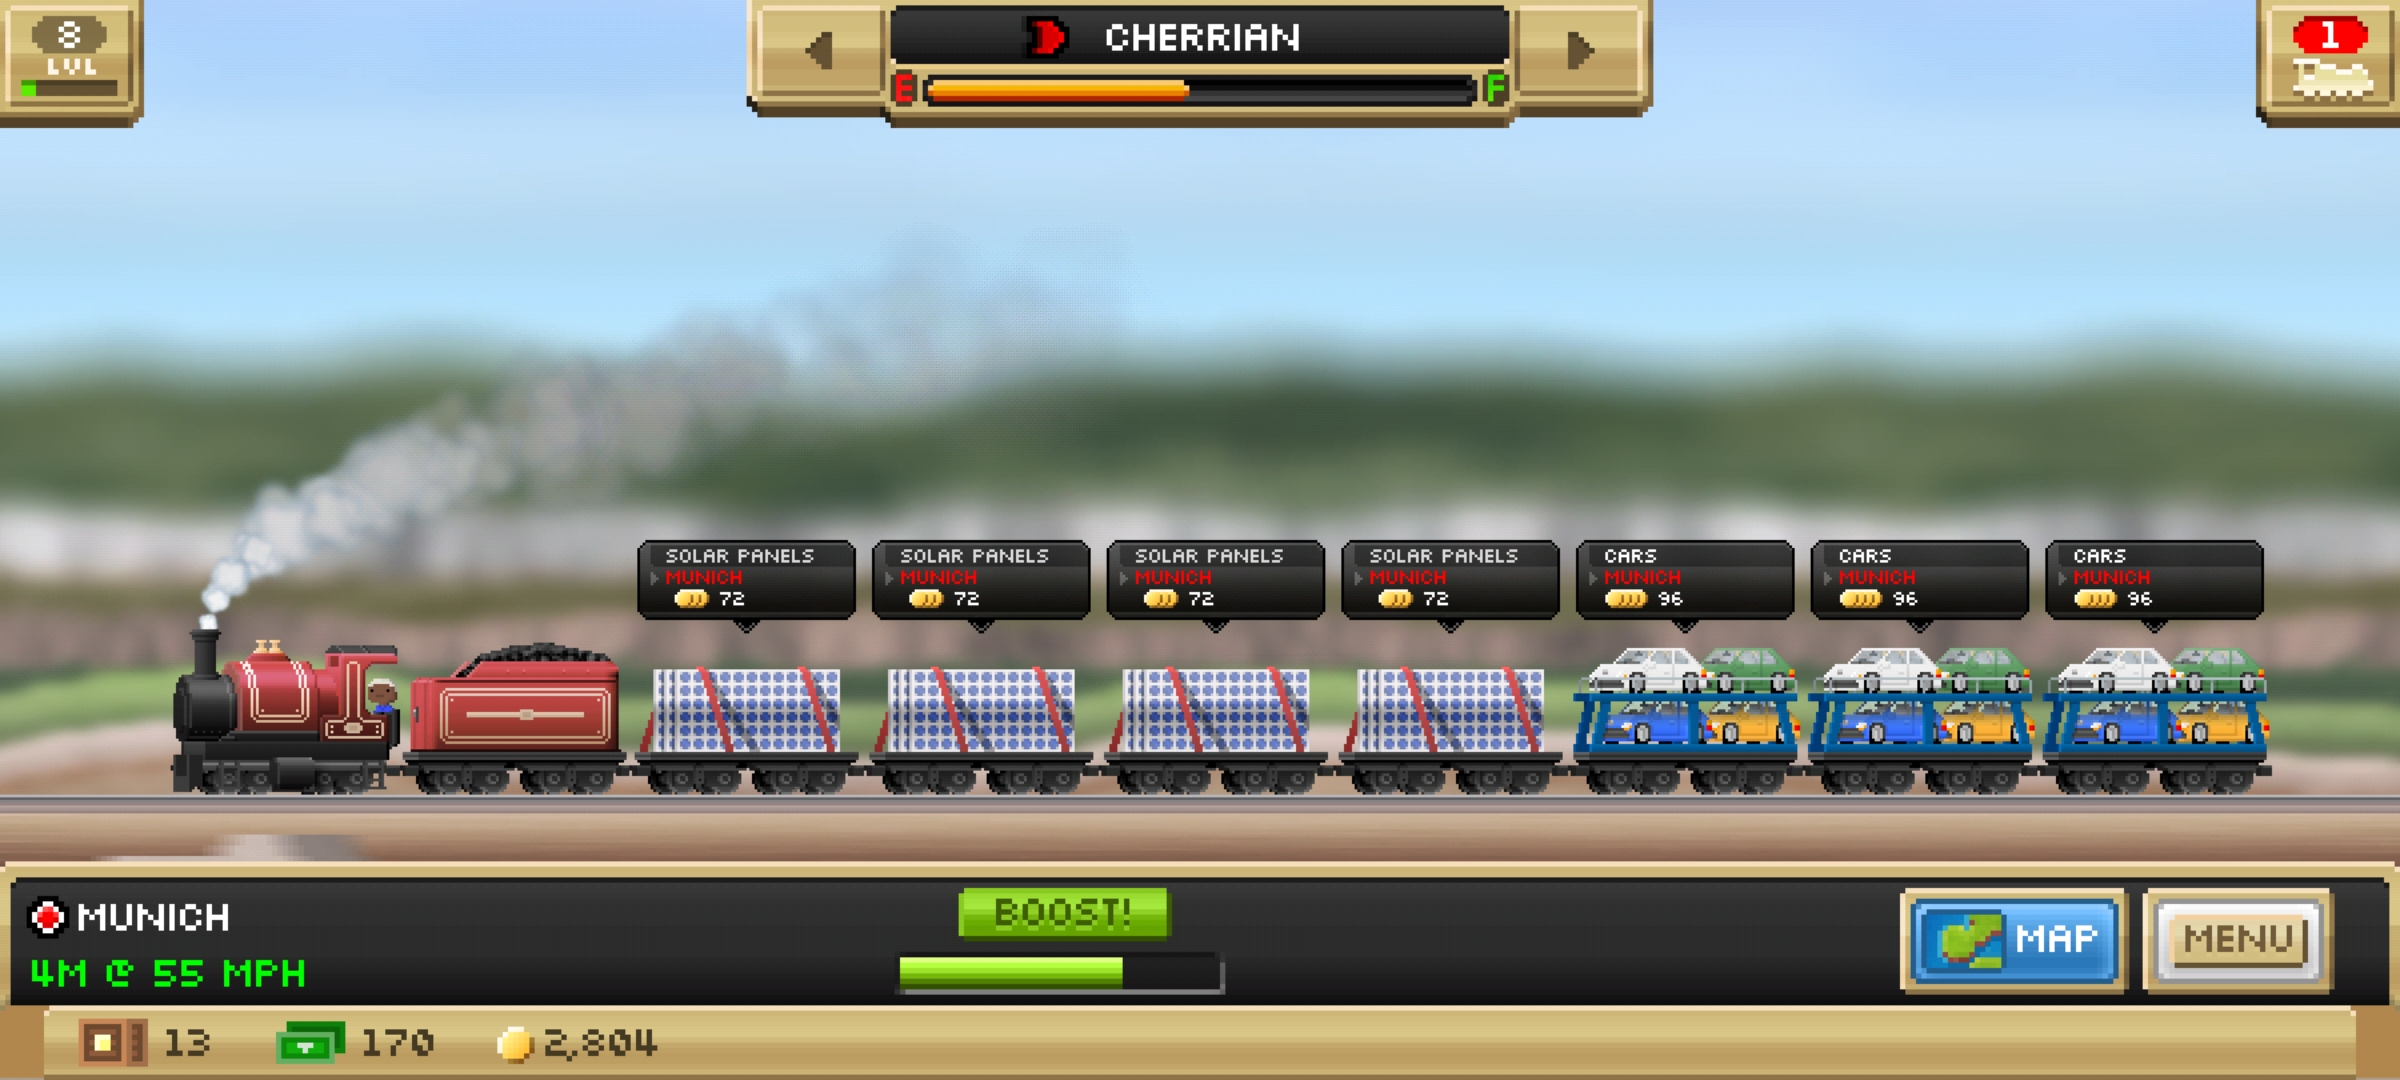 8
LVL
CHERRIAN
E F
1
SOLAR PANELS
MUNICH
72
SOLAR PANELS
MUNICH
72
SOLAR PANELS
MUNICH
72
SOLAR PANELS
MUNICH
72
CARS
MUNICH
96
CARS
MUNICH
96
CARS
MUNICH
96
MUNICH
4M @ 55 MPH
BOOST!
MAP
MENU
13 170 2,804